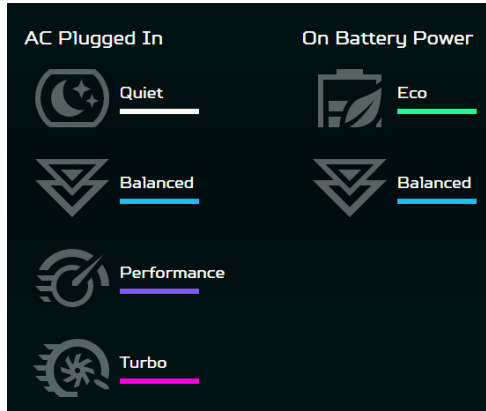 AC Plugged In
On Battery Power
Quiet
Eco
Balanced
Balanced
Performance
Turbo